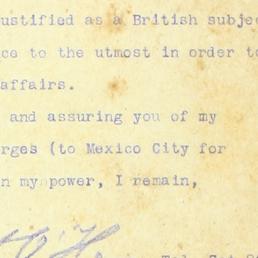 ustified as a British subje
ce to the utmost in order to
affairs.
and assuring you of my
rges (to Mexico City for
n my power, I remain,